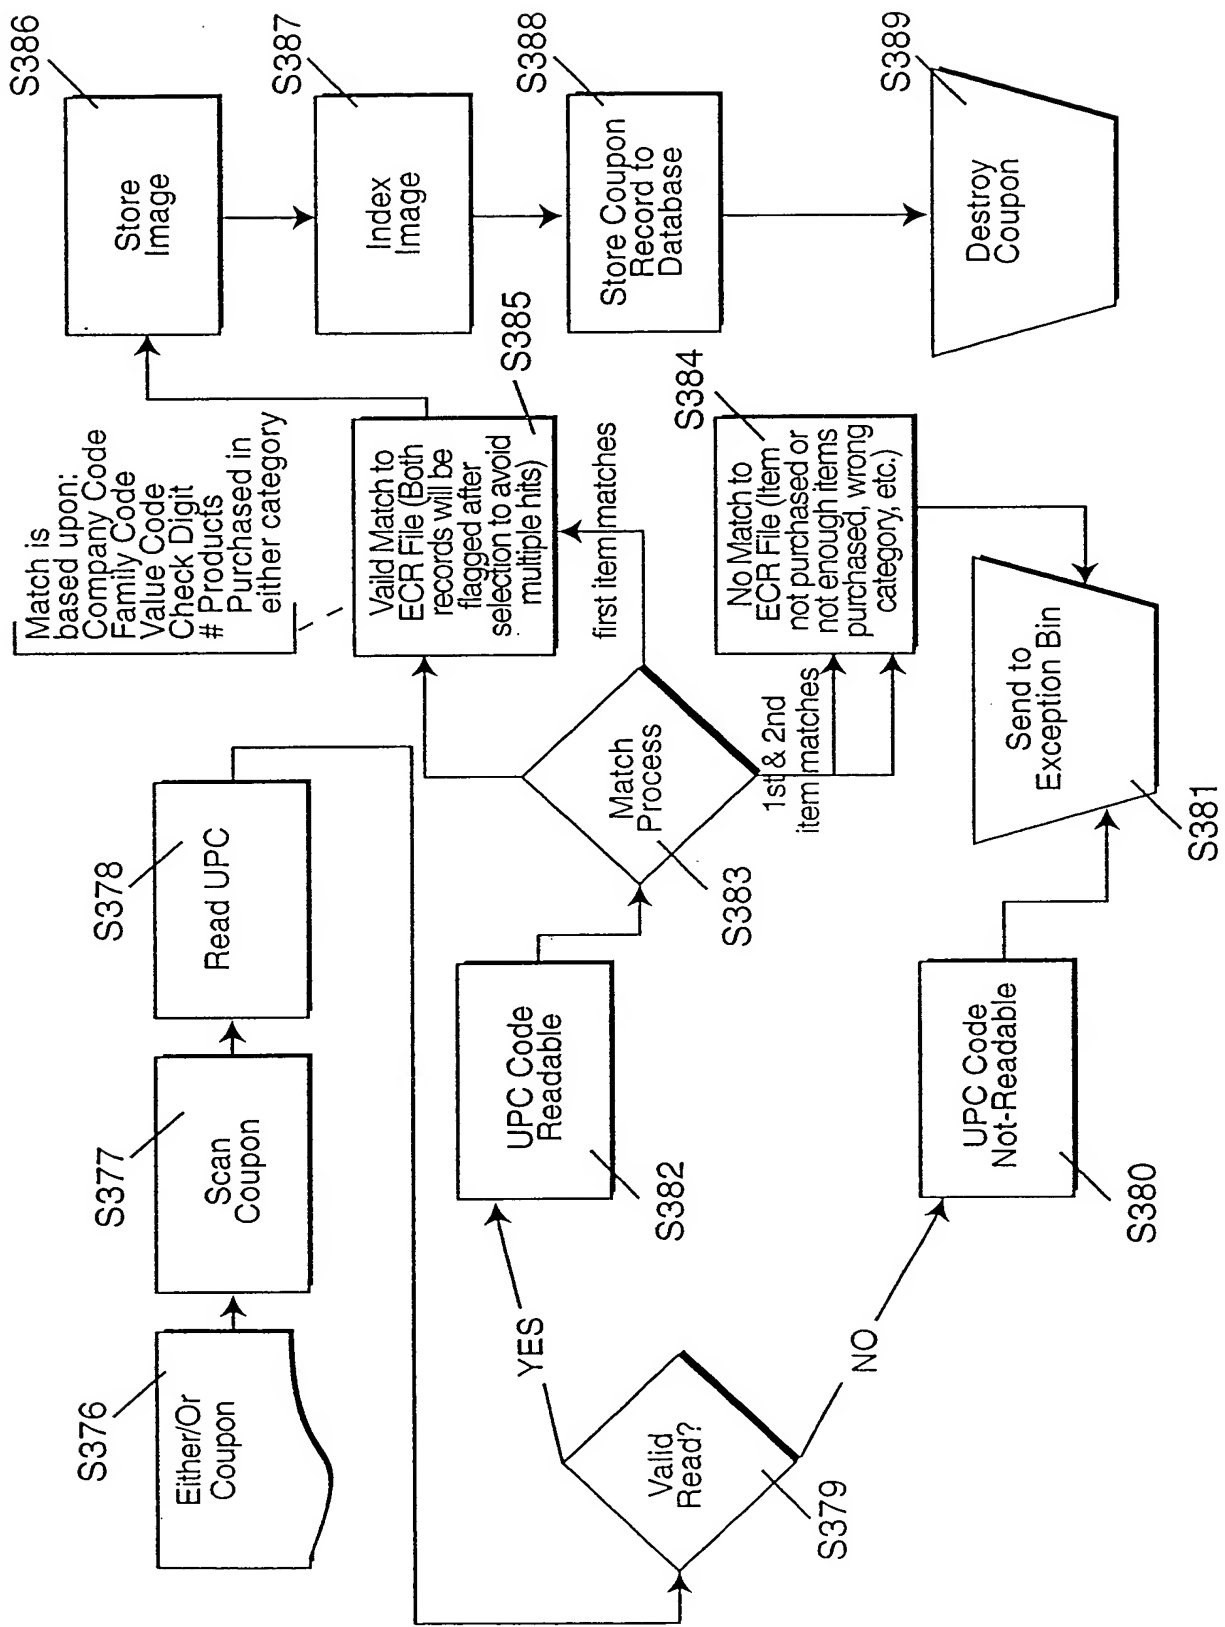 S376
Either/Or
Coupon
S377
Scan
Coupon
S378
Read UPC
Match is
based upon:
Company Code
Family Code
Value Code
Check Digit
# Products
Purchased in
either category
S386
Store
Image
S387
Index
Image
S388
Store Coupon
Record to
Database
S389
Destroy
Coupon
S379
Valid
Read?
YES
NO
S382
UPC Code
Readable
S380
UPC Code
Not-Readable
S383
Match
Process
first item matches
1st & 2nd
item matches
S385
Vaild Match to
ECR File (Both
records will be
flagged after
selection to avoid
multiple hits)
S384
No Match to
ECR File (Item
not purchased or
not enough items
purchased, wrong
category, etc.)
S381
Send to
Exception Bin